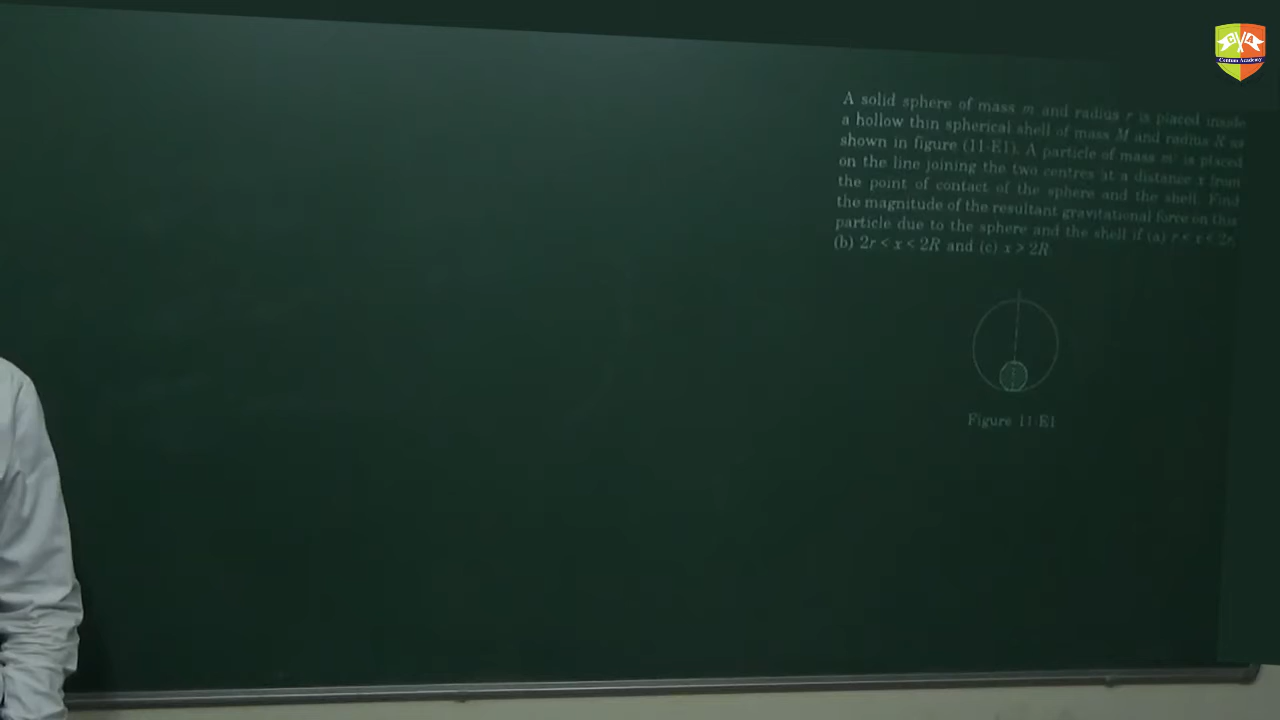 C A
Centum Academy
A solid sphere of mass m and radius r is placed inside
a hollow thin spherical shell of mass M and radius R as
shown in figure (11-E1). A particle of mass m' is placed
on the line joining the two centres at a distance x from
the point of contact of the sphere and the shell. Find
the magnitude of the resultant gravitational force on this
particle due to the sphere and the shell if (a) r < x < 2r,
(b) 2r < x < 2R and (c) x > 2R.
Figure 11-E1